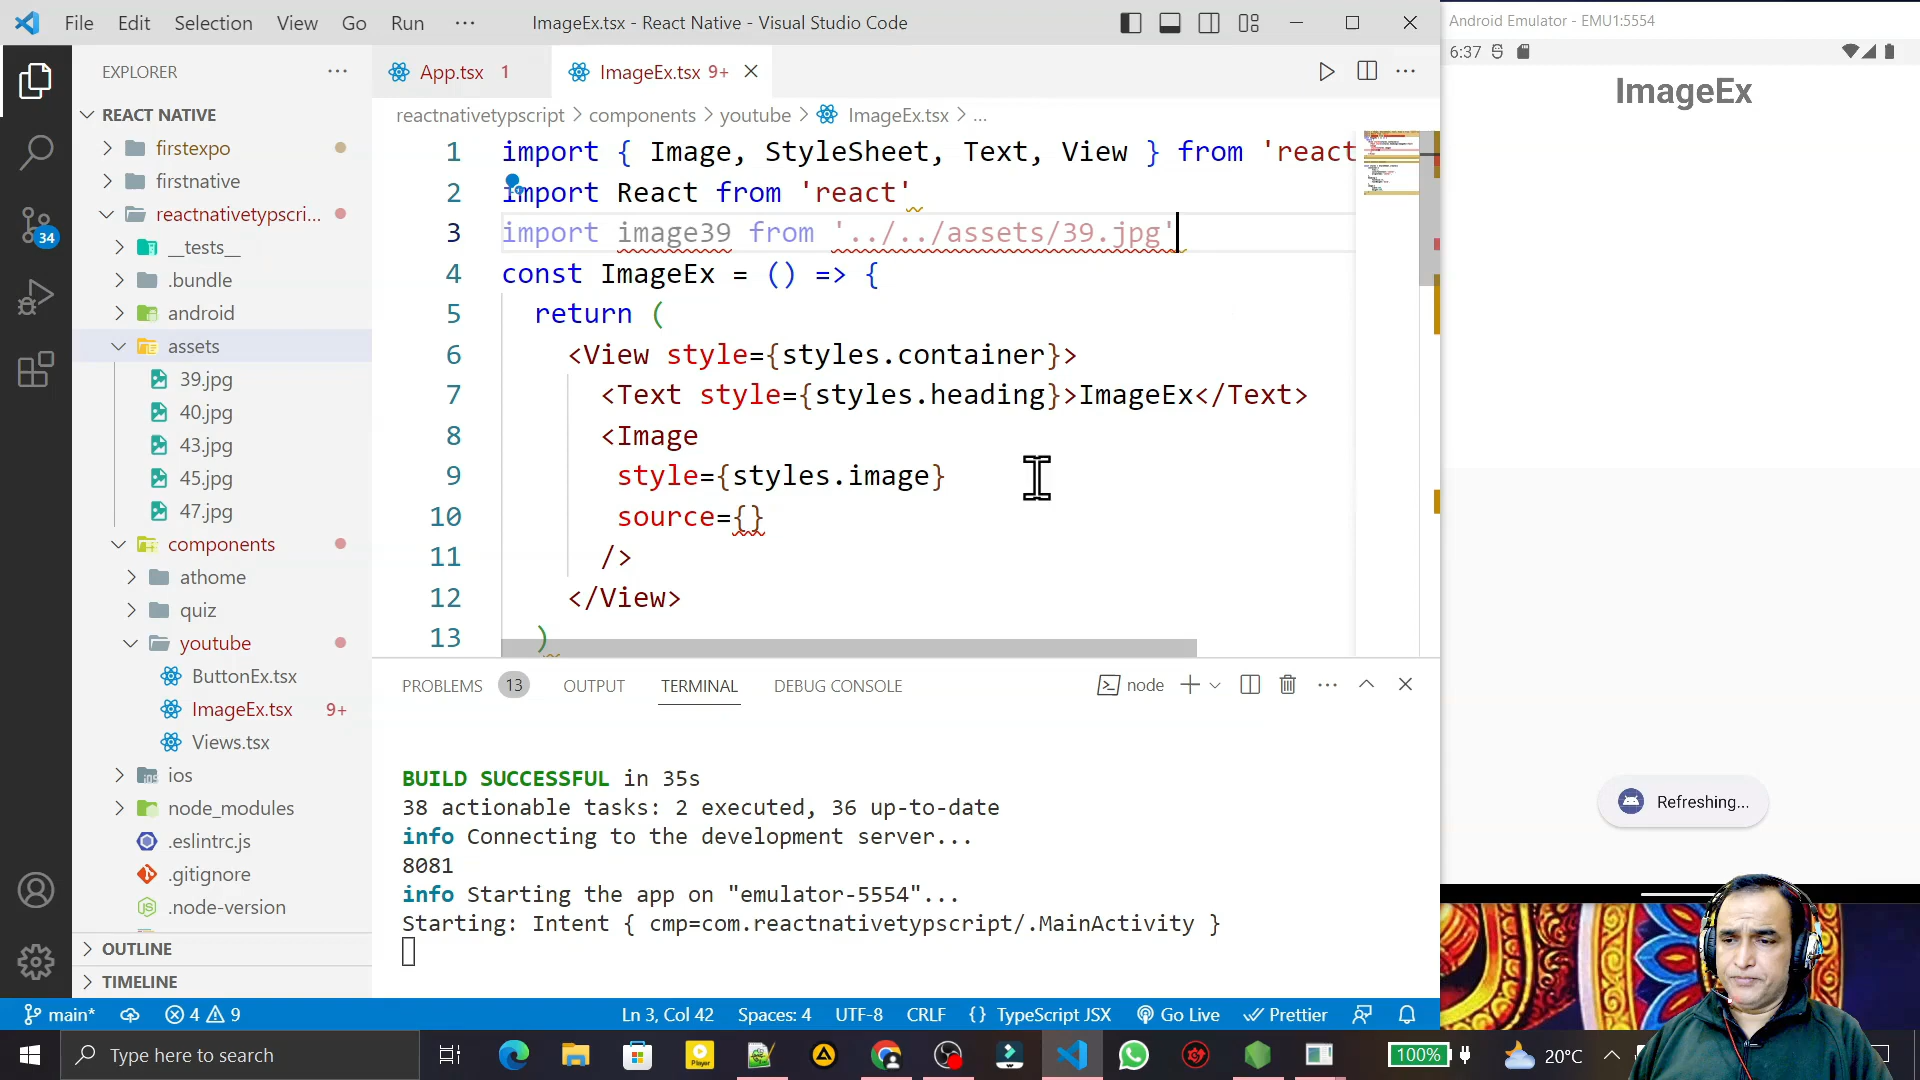 File Edit Selection View Go Run ··· ImageEx.tsx - React Native - Visual Studio Code
Android Emulator - EMU1:5554
6:37
ImageEx
Refreshing...
EXPLORER ···
REACT NATIVE
firstexpo
firstnative
reactnativetypscri...
__tests__
.bundle
android
assets
39.jpg
40.jpg
43.jpg
45.jpg
47.jpg
components
athome
quiz
youtube
ButtonEx.tsx
ImageEx.tsx 9+
Views.tsx
ios
node_modules
.eslintrc.js
.gitignore
.node-version
OUTLINE
TIMELINE
34
App.tsx 1 ImageEx.tsx 9+
reactnativetypscript > components > youtube > ImageEx.tsx > ...
1 import { Image, StyleSheet, Text, View } from 'react
2 import React from 'react'
3 import image39 from '../../assets/39.jpg'
4 const ImageEx = () => {
5 return (
6 <View style={styles.container}>
7 <Text style={styles.heading}>ImageEx</Text>
8 <Image
9 style={styles.image}
10 source={}
11 />
12 </View>
13 )
PROBLEMS 13 OUTPUT TERMINAL DEBUG CONSOLE node
BUILD SUCCESSFUL in 35s
38 actionable tasks: 2 executed, 36 up-to-date
info Connecting to the development server...
8081
info Starting the app on "emulator-5554"...
Starting: Intent { cmp=com.reactnativetypscript/.MainActivity }
main* 4 9 Ln 3, Col 42 Spaces: 4 UTF-8 CRLF {} TypeScript JSX Go Live Prettier
Type here to search 100% 20°C